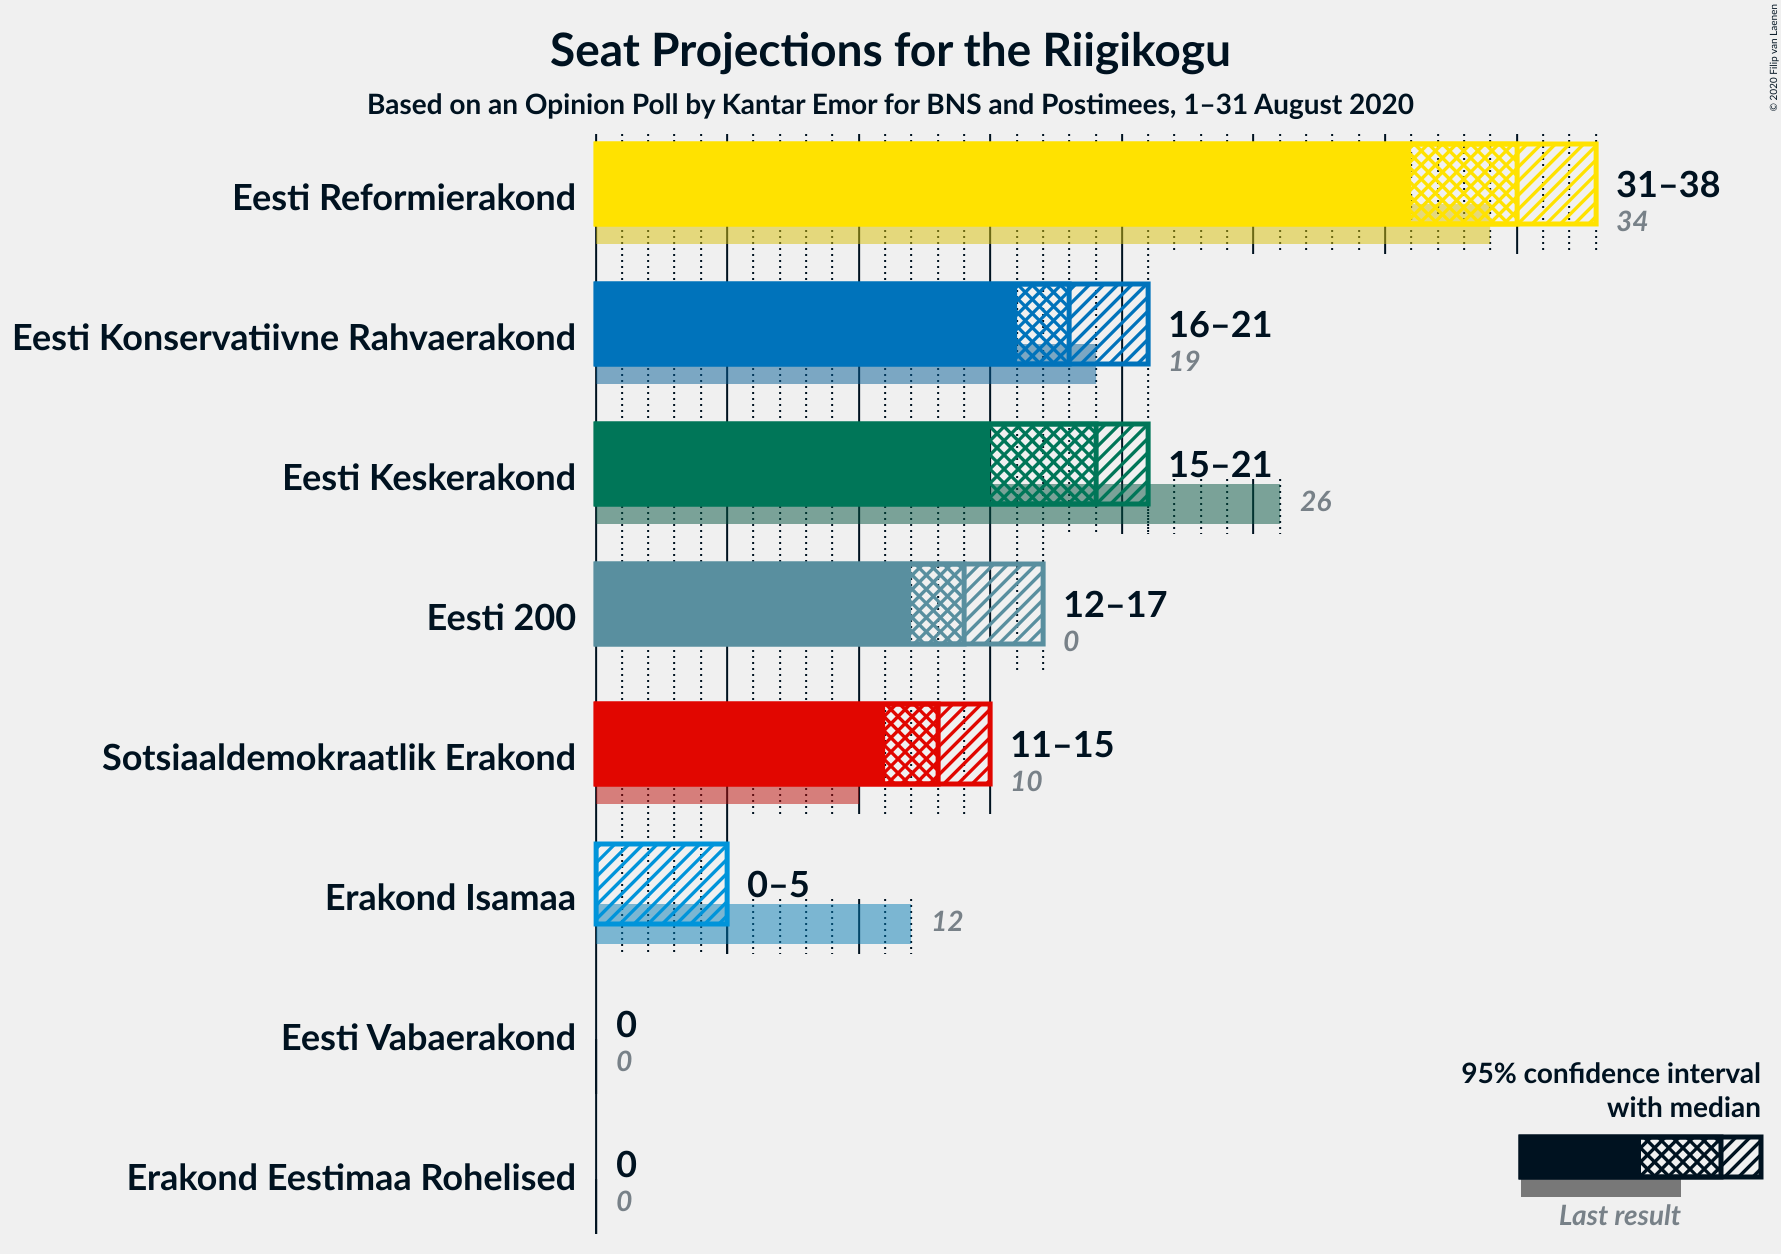 Seat Projections for the Riigikogu
Based on an Opinion Poll by Kantar Emor for BNS and Postimees, 1–31 August 2020
© 2020 Filip van Laenen
Eesti Reformierakond
31–38
34
Eesti Konservatiivne Rahvaerakond
16–21
19
Eesti Keskerakond
15–21
26
Eesti 200
12–17
0
Sotsiaaldemokraatlik Erakond
11–15
10
Erakond Isamaa
0–5
12
Eesti Vabaerakond
0
0
Erakond Eestimaa Rohelised
0
0
95% confidence interval
with median
Last result